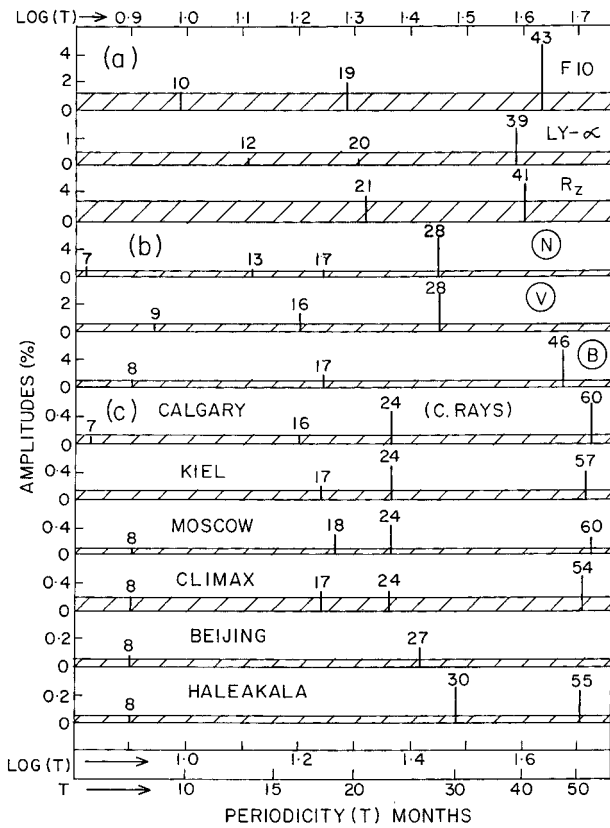 LOG(T) → 0.9 1.0 1.1 1.2 1.3 1.4 1.5 1.6 1.7
AMPLITUDES (%)
(a) 4 2 0 10 19 43 F10
1 0 12 20 39 LY-α
4 0 21 41 Rz
(b) 4 0 7 13 17 28 N
2 0 9 16 28 V
4 0 8 17 46 B
(c) CALGARY (C. RAYS) 0.4 0 7 16 24 60
KIEL 0.4 0 17 24 57
MOSCOW 0.4 0 8 18 24 60
CLIMAX 0.4 0 8 17 24 54
BEIJING 0.2 0 8 27
HALEAKALA 0.2 0 8 30 55
LOG(T) → 1.0 1.2 1.4 1.6
T → 10 15 20 30 40 50
PERIODICITY (T) MONTHS